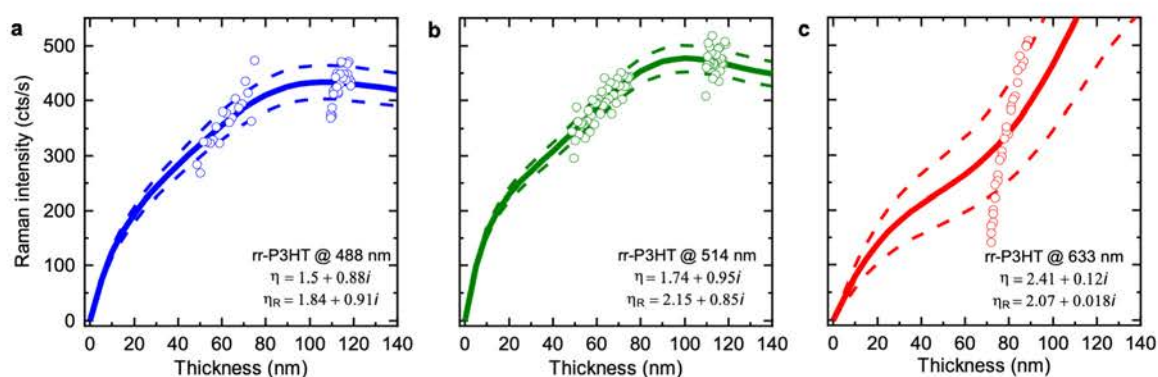 a
b
c
Raman intensity (cts/s)
500
400
300
200
100
0
rr-P3HT @ 488 nm
η = 1.5 + 0.88i
ηR = 1.84 + 0.91i
0 20 40 60 80 100 120 140
Thickness (nm)
rr-P3HT @ 514 nm
η = 1.74 + 0.95i
ηR = 2.15 + 0.85i
0 20 40 60 80 100 120 140
Thickness (nm)
rr-P3HT @ 633 nm
η = 2.41 + 0.12i
ηR = 2.07 + 0.018i
0 20 40 60 80 100 120 140
Thickness (nm)